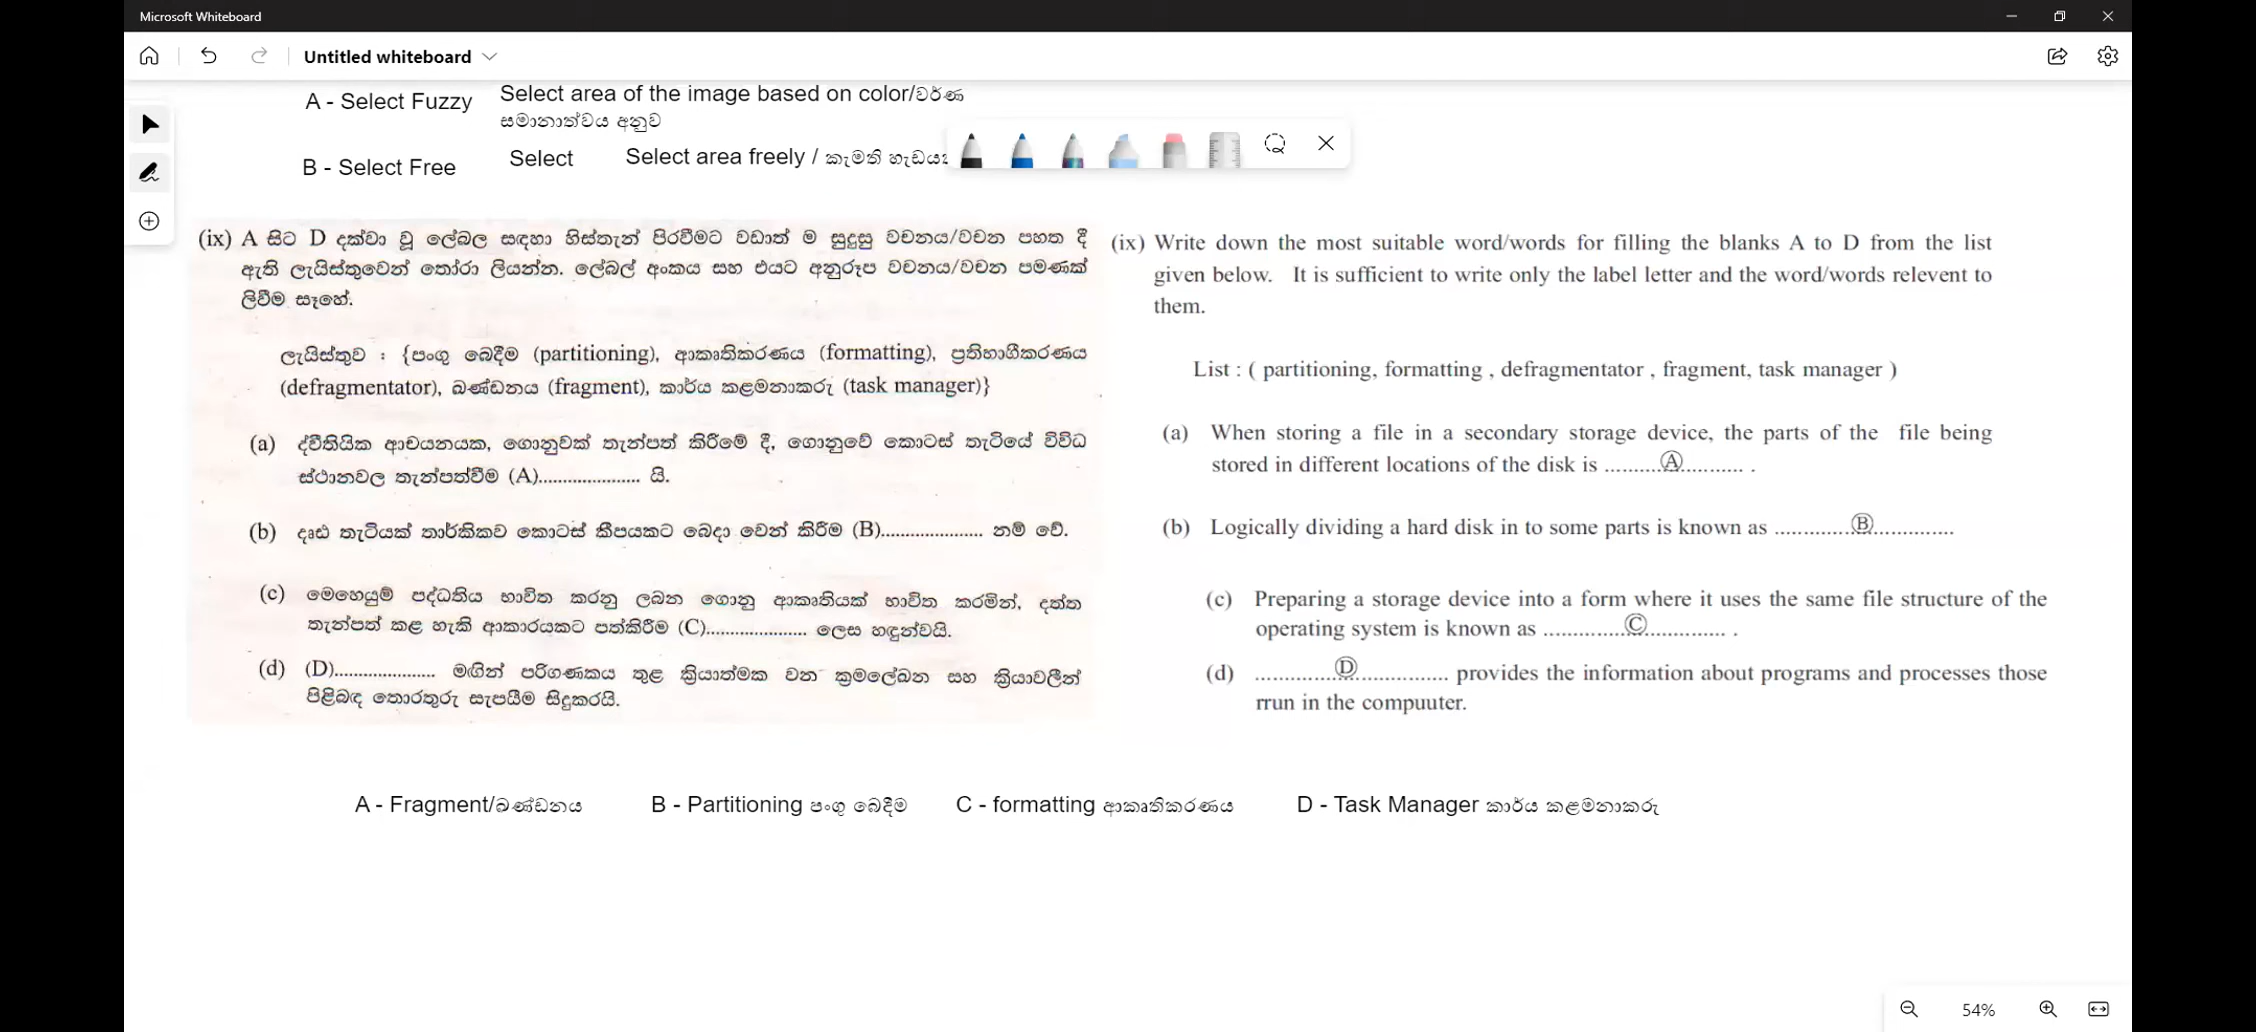 Microsoft Whiteboard
Untitled whiteboard
A - Select Fuzzy
Select area of the image based on color/වර්ණ
සමානාත්වය අනුව
B - Select Free
Select
Select area freely / කැමති
(ix) A සිට D දක්වා වූ ලේබල සඳහා හිස්තැන් පිරවීමට වඩාත් ම සුදුසු වචනය/වචන පහත දී
ඇති ලැයිස්තුවෙන් තෝරා ලියන්න. ලේබල් අංකය සහ එයට අනුරූප වචනය/වචන පමණක්
ලිවීම සෑහේ.
ලැයිස්තුව : {පංගු බෙදීම (partitioning), ආකෘතිකරණය (formatting), ප්‍රතිභාගීකරණය
(defragmentator), ඛණ්ඩනය (fragment), කාර්ය කළමනාකරු (task manager)}
(a) ද්විතියික ආචයනයක, ගොනුවක් තැන්පත් කිරීමේ දී, ගොනුවේ කොටස් තැටියේ විවිධ
ස්ථානවල තැන්පත්වීම (A)..................... යි.
(b) දෘඪ තැටියක් තාර්කිකව කොටස් කීපයකට බෙදා වෙන් කිරීම (B)..................... නම් වේ.
(c) මෙහෙයුම් පද්ධතිය භාවිත කරනු ලබන ගොනු ආකෘතියක් භාවිත කරමින්, දත්ත
තැන්පත් කළ හැකි ආකාරයකට පත්කිරීම (C)..................... ලෙස හඳුන්වයි.
(d) (D)..................... මඟින් පරිගණකය තුළ ක්‍රියාත්මක වන ක්‍රමලේඛන සහ ක්‍රියාවලීන්
පිළිබඳ තොරතුරු සැපයීම සිදුකරයි.
(ix) Write down the most suitable word/words for filling the blanks A to D from the list
given below. It is sufficient to write only the label letter and the word/words relevent to
them.
List : ( partitioning, formatting , defragmentator , fragment, task manager )
(a) When storing a file in a secondary storage device, the parts of the file being
stored in different locations of the disk is ..........Ⓐ............ .
(b) Logically dividing a hard disk in to some parts is known as .............Ⓑ..............
(c) Preparing a storage device into a form where it uses the same file structure of the
operating system is known as ..............Ⓒ.............. .
(d) .............Ⓓ............... provides the information about programs and processes those
rrun in the compuuter.
A - Fragment/ඛණ්ඩනය
B - Partitioning පංගු බෙදීම
C - formatting ආකෘතිකරණය
D - Task Manager කාර්ය කළමනාකරු
54%